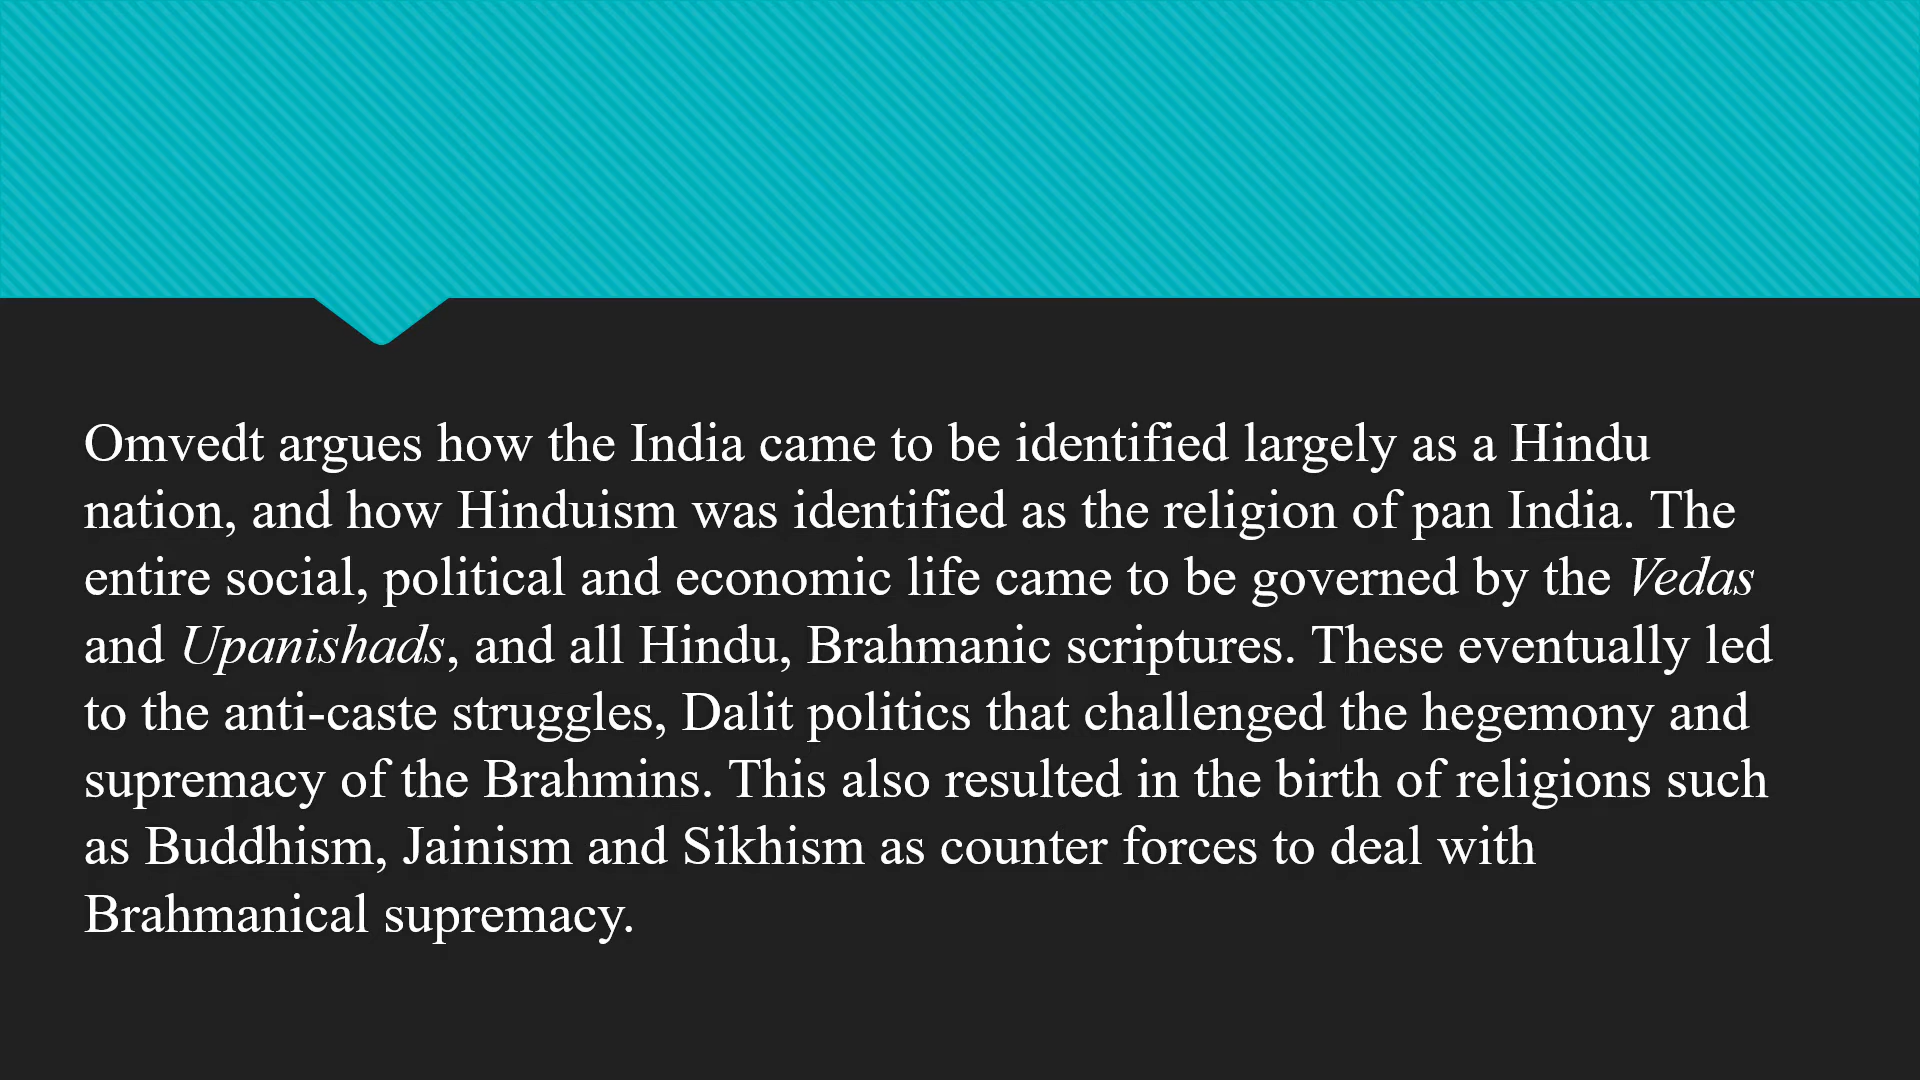 Omvedt argues how the India came to be identified largely as a Hindu
nation, and how Hinduism was identified as the religion of pan India. The
entire social, political and economic life came to be governed by the Vedas
and Upanishads, and all Hindu, Brahmanic scriptures. These eventually led
to the anti-caste struggles, Dalit politics that challenged the hegemony and
supremacy of the Brahmins. This also resulted in the birth of religions such
as Buddhism, Jainism and Sikhism as counter forces to deal with
Brahmanical supremacy.